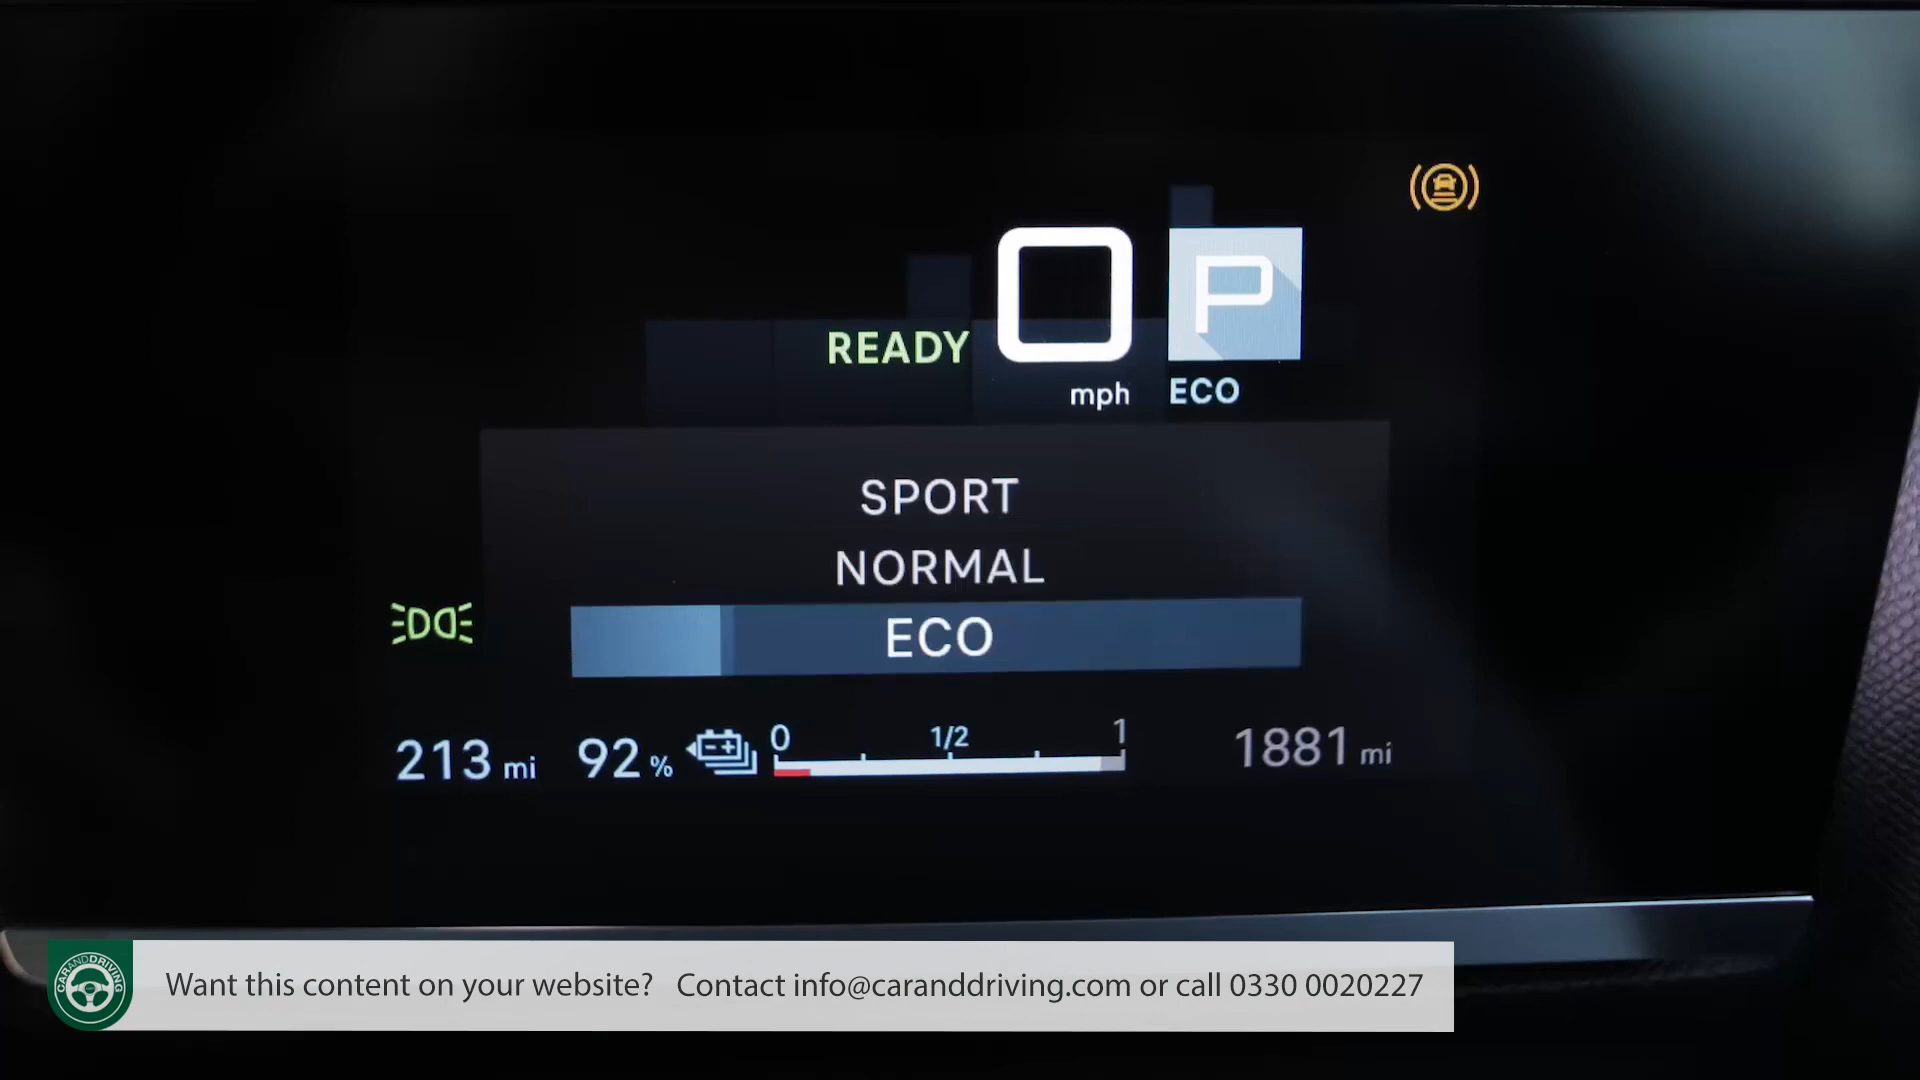 0
P
READY
mph
ECO
SPORT
NORMAL
ECO
0 1/2 1
213 mi 92 % 1881 mi
CARANDDRIVING
Want this content on your website? Contact info@caranddriving.com or call 0330 0020227